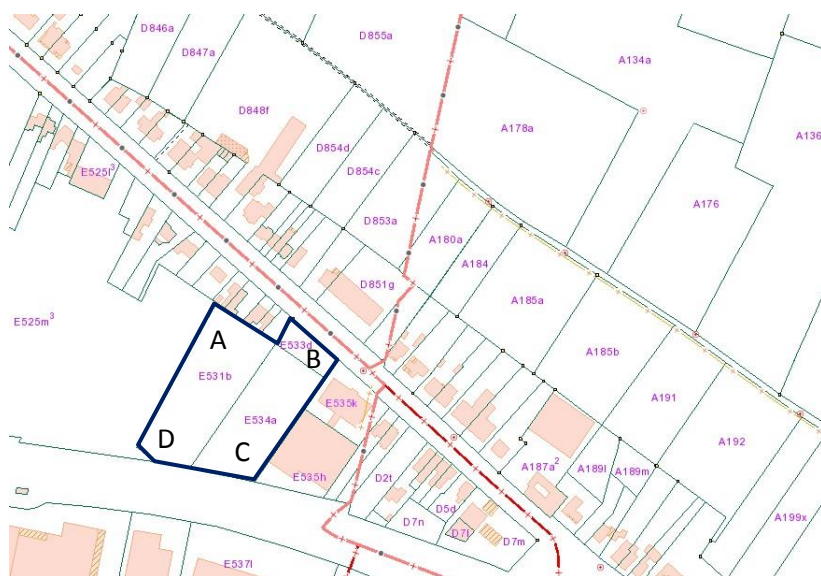 D846a
D855a
D847a
A134a
D848f
A178a
A136
D854d
E525l³
D854c
A176
D853a
A180a
A184
D851g
A185a
E525m³
A
E533d
B
A185b
E531b
A191
E535k
E534a
A192
D
C
E535h
D2t
A187a²
A189l
A189m
D5d
D7n
A199x
D7l
D7m
E537l